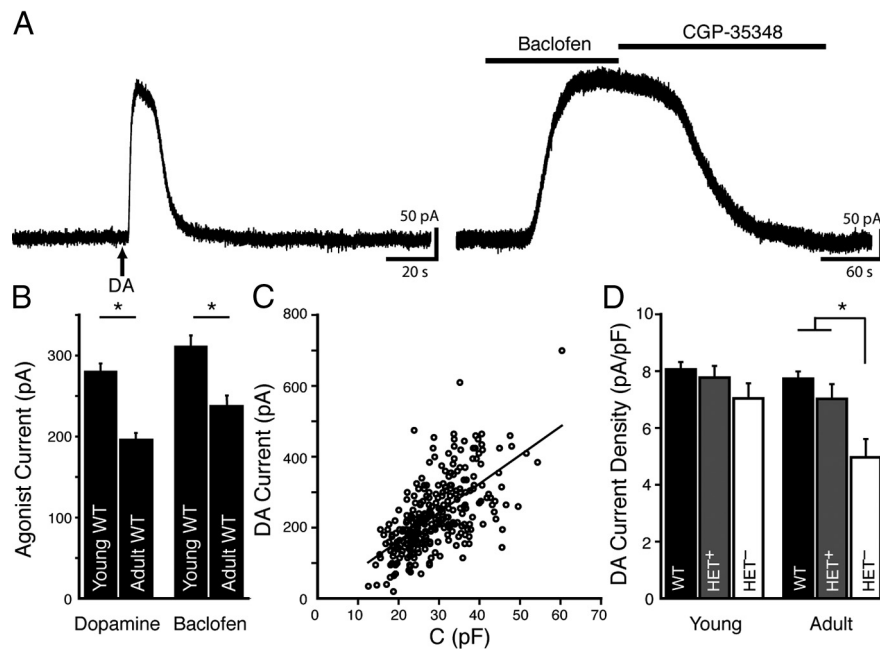 A
Baclofen
CGP-35348
50 pA
20 s
DA
50 pA
60 s
B
Agonist Current (pA)
300
200
100
0
Young WT
Adult WT
Young WT
Adult WT
*
*
Dopamine
Baclofen
C
DA Current (pA)
800
600
400
200
0
0
10
20
30
40
50
60
70
C (pF)
D
DA Current Density (pA/pF)
10
8
6
4
2
0
WT
HET+
HET−
WT
HET+
HET−
*
Young
Adult